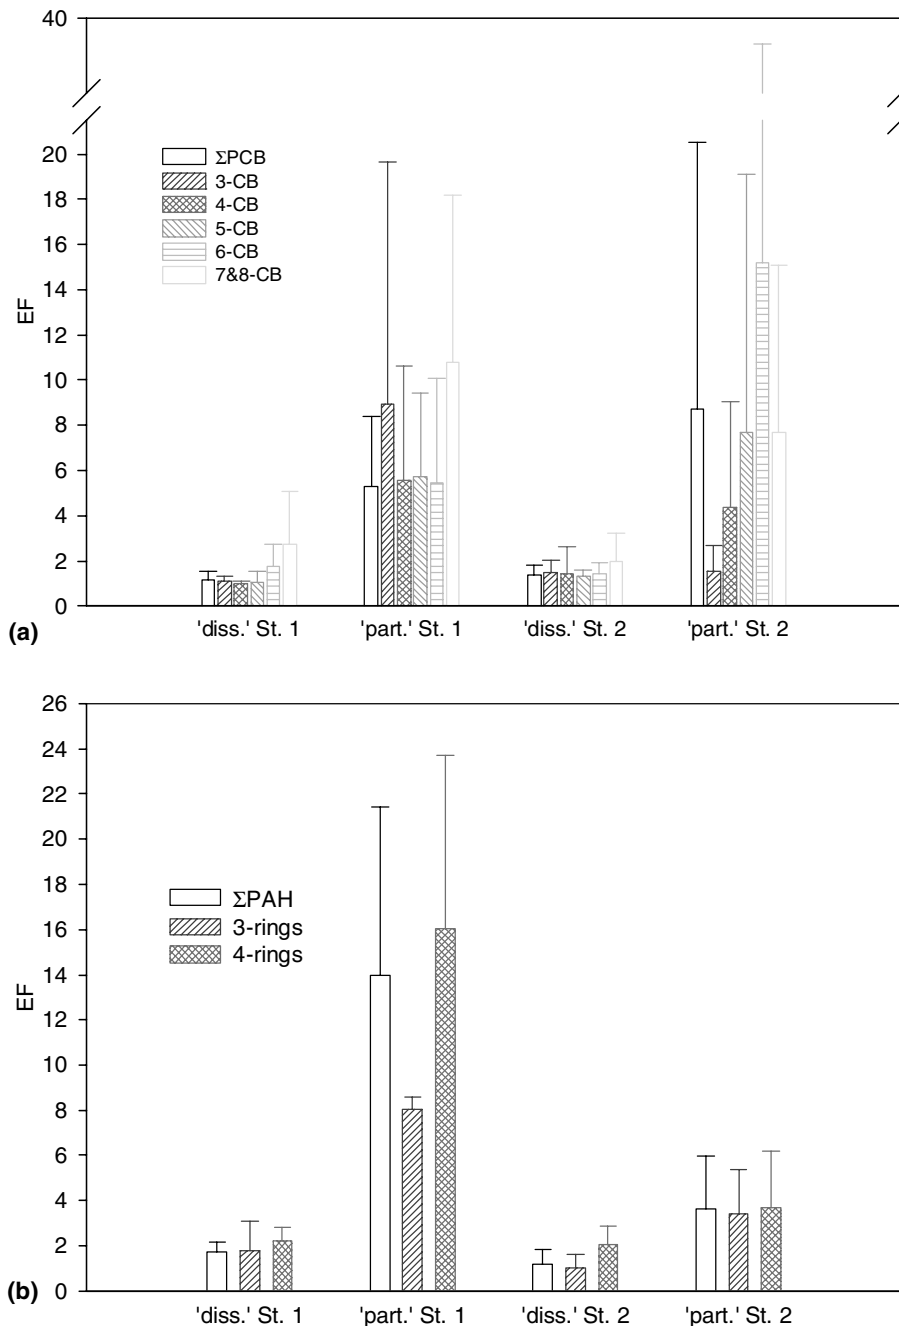 40
20
18
16
14
12
10
8
6
4
2
0
EF
ΣPCB
3-CB
4-CB
5-CB
6-CB
7&8-CB
(a)
'diss.' St. 1 'part.' St. 1 'diss.' St. 2 'part.' St. 2
26
24
22
20
18
16
14
12
10
8
6
4
2
0
EF
ΣPAH
3-rings
4-rings
(b)
'diss.' St. 1 'part.' St. 1 'diss.' St. 2 'part.' St. 2